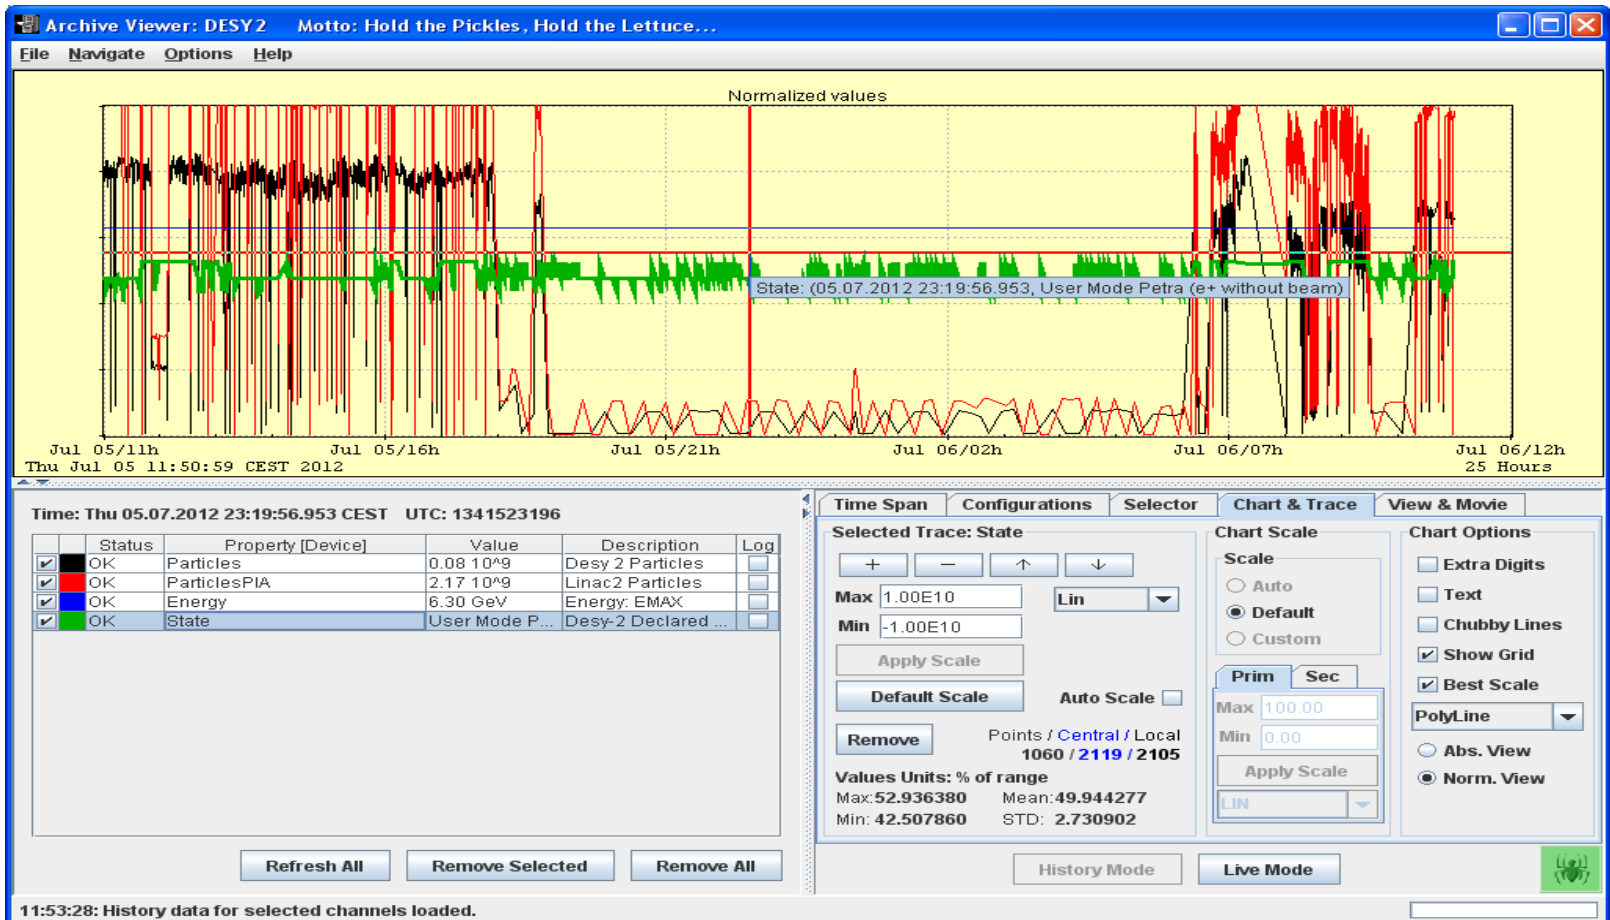 Archive Viewer: DESY2 Motto: Hold the Pickles, Hold the Lettuce...
File Navigate Options Help
Normalized values
State: (05.07.2012 23:19:56.953, User Mode Petra (e+ without beam)
Jul 05/11h Jul 05/16h Jul 05/21h Jul 06/02h Jul 06/07h Jul 06/12h
Thu Jul 05 11:50:59 CEST 2012 25 Hours
Time: Thu 05.07.2012 23:19:56.953 CEST UTC: 1341523196
Status Property [Device] Value Description Log
OK Particles 0.08 10^9 Desy 2 Particles
OK ParticlesPIA 2.17 10^9 Linac2 Particles
OK Energy 6.30 GeV Energy: EMAX
OK State User Mode P... Desy-2 Declared ...
Refresh All Remove Selected Remove All
Time Span Configurations Selector Chart & Trace View & Movie
Selected Trace: State
+ − ↑ ↓
Max 1.00E10 Lin
Min -1.00E10
Apply Scale
Default Scale Auto Scale
Remove Points / Central / Local
1060 / 2119 / 2105
Values Units: % of range
Max: 52.936380 Mean: 49.944277
Min: 42.507860 STD: 2.730902
Chart Scale
Scale
Auto
Default
Custom
Prim Sec
Max 100.00
Min 0.00
Apply Scale
LIN
Chart Options
Extra Digits
Text
Chubby Lines
Show Grid
Best Scale
PolyLine
Abs. View
Norm. View
History Mode Live Mode
11:53:28: History data for selected channels loaded.